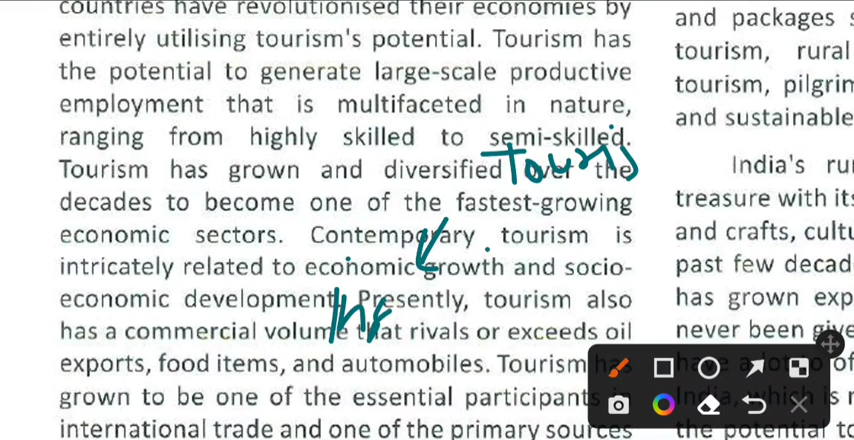 countries have revolutionised their economies by
entirely utilising tourism's potential. Tourism has
the potential to generate large-scale productive
employment that is multifaceted in nature,
ranging from highly skilled to semi-skilled.
Tourism has grown and diversified over the
Touris
decades to become one of the fastest-growing
economic sectors. Contemporary tourism is
intricately related to economic growth and socio-
economic development. Presently, tourism also
has a commercial volume that rivals or exceeds oil
exports, food items, and automobiles. Tourism has
grown to be one of the essential participants in
international trade and one of the primary sources
and packages
tourism, rural
tourism, pilgrim
and sustainable
India's rur
treasure with its
and crafts, cultu
past few decad
has grown exp
never been give
have a lot of of
India, which is
the potential to